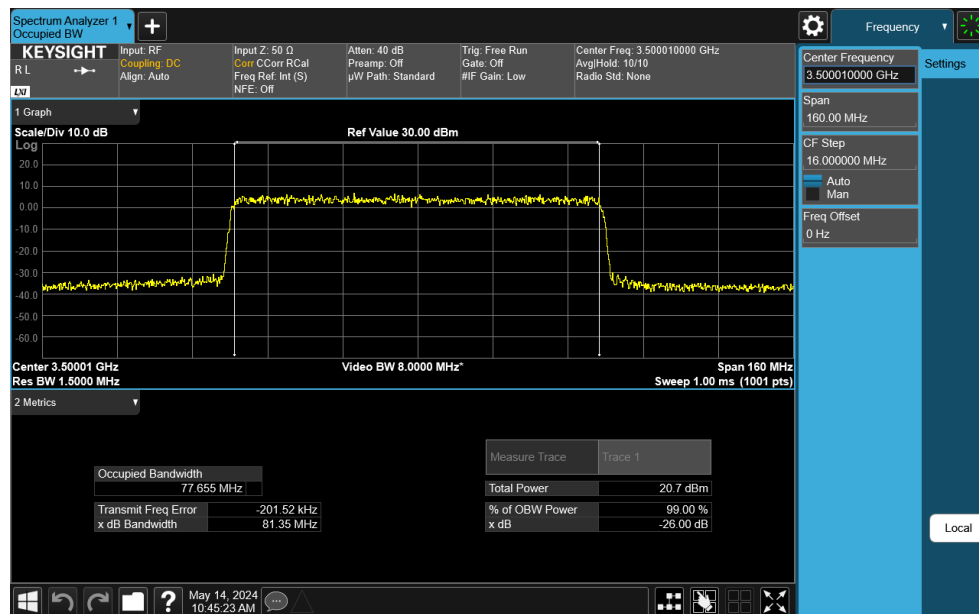 Spectrum Analyzer 1
Occupied BW
+
Frequency
KEYSIGHT
R L
LXI
Input: RF
Coupling: DC
Align: Auto
Input Z: 50 Ω
Corr CCorr RCal
Freq Ref: Int (S)
NFE: Off
Atten: 40 dB
Preamp: Off
µW Path: Standard
Trig: Free Run
Gate: Off
#IF Gain: Low
Center Freq: 3.500010000 GHz
Avg|Hold: 10/10
Radio Std: None
Center Frequency
3.500010000 GHz
Settings
Span
160.00 MHz
CF Step
16.000000 MHz
Auto
Man
Freq Offset
0 Hz
1 Graph
Scale/Div 10.0 dB
Ref Value 30.00 dBm
Log
20.0
10.0
0.00
-10.0
-20.0
-30.0
-40.0
-50.0
-60.0
Center 3.50001 GHz
Video BW 8.0000 MHz*
Span 160 MHz
Res BW 1.5000 MHz
Sweep 1.00 ms (1001 pts)
2 Metrics
Measure Trace
Trace 1
Occupied Bandwidth
77.655 MHz
Total Power
20.7 dBm
Transmit Freq Error
-201.52 kHz
% of OBW Power
99.00 %
x dB Bandwidth
81.35 MHz
x dB
-26.00 dB
Local
?
May 14, 2024
10:45:23 AM